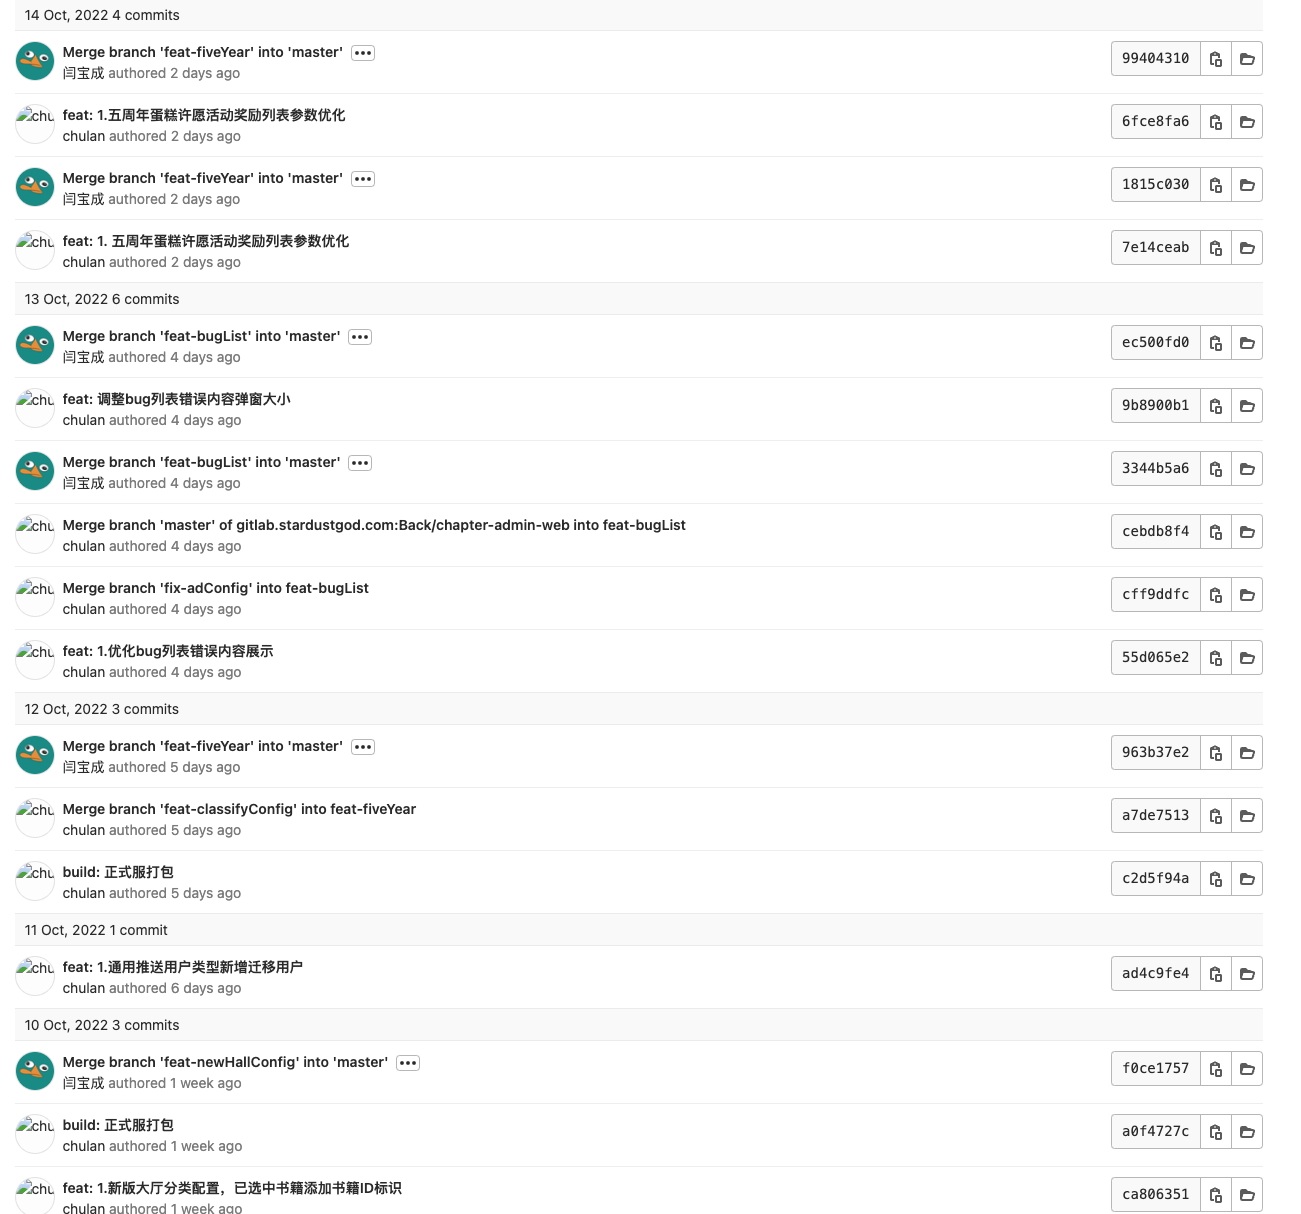 14 Oct, 2022 4 commits
Merge branch 'feat-fiveYear' into 'master'
闫宝成 authored 2 days ago
99404310
chu
feat: 1.五周年蛋糕许愿活动奖励列表参数优化
chulan authored 2 days ago
6fce8fa6
Merge branch 'feat-fiveYear' into 'master'
闫宝成 authored 2 days ago
1815c030
chu
feat: 1. 五周年蛋糕许愿活动奖励列表参数优化
chulan authored 2 days ago
7e14ceab
13 Oct, 2022 6 commits
Merge branch 'feat-bugList' into 'master'
闫宝成 authored 4 days ago
ec500fd0
chu
feat: 调整bug列表错误内容弹窗大小
chulan authored 4 days ago
9b8900b1
Merge branch 'feat-bugList' into 'master'
闫宝成 authored 4 days ago
3344b5a6
chu
Merge branch 'master' of gitlab.stardustgod.com:Back/chapter-admin-web into feat-bugList
chulan authored 4 days ago
cebdb8f4
chu
Merge branch 'fix-adConfig' into feat-bugList
chulan authored 4 days ago
cff9ddfc
chu
feat: 1.优化bug列表错误内容展示
chulan authored 4 days ago
55d065e2
12 Oct, 2022 3 commits
Merge branch 'feat-fiveYear' into 'master'
闫宝成 authored 5 days ago
963b37e2
chu
Merge branch 'feat-classifyConfig' into feat-fiveYear
chulan authored 5 days ago
a7de7513
chu
build: 正式服打包
chulan authored 5 days ago
c2d5f94a
11 Oct, 2022 1 commit
chu
feat: 1.通用推送用户类型新增迁移用户
chulan authored 6 days ago
ad4c9fe4
10 Oct, 2022 3 commits
Merge branch 'feat-newHallConfig' into 'master'
闫宝成 authored 1 week ago
f0ce1757
chu
build: 正式服打包
chulan authored 1 week ago
a0f4727c
chu
feat: 1.新版大厅分类配置，已选中书籍添加书籍ID标识
chulan authored 1 week ago
ca806351